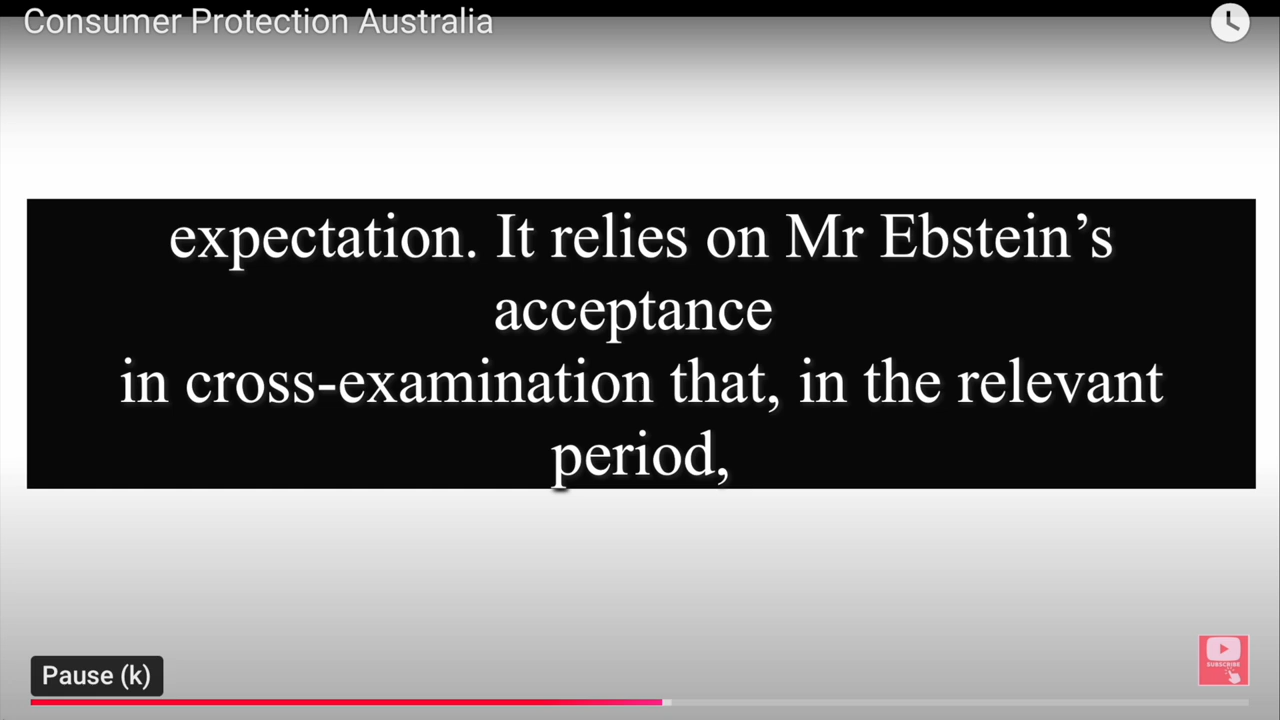 Consumer Protection Australia
expectation. It relies on Mr Ebstein’s
acceptance
in cross-examination that, in the relevant
period,
Pause (k)
SUBSCRIBE